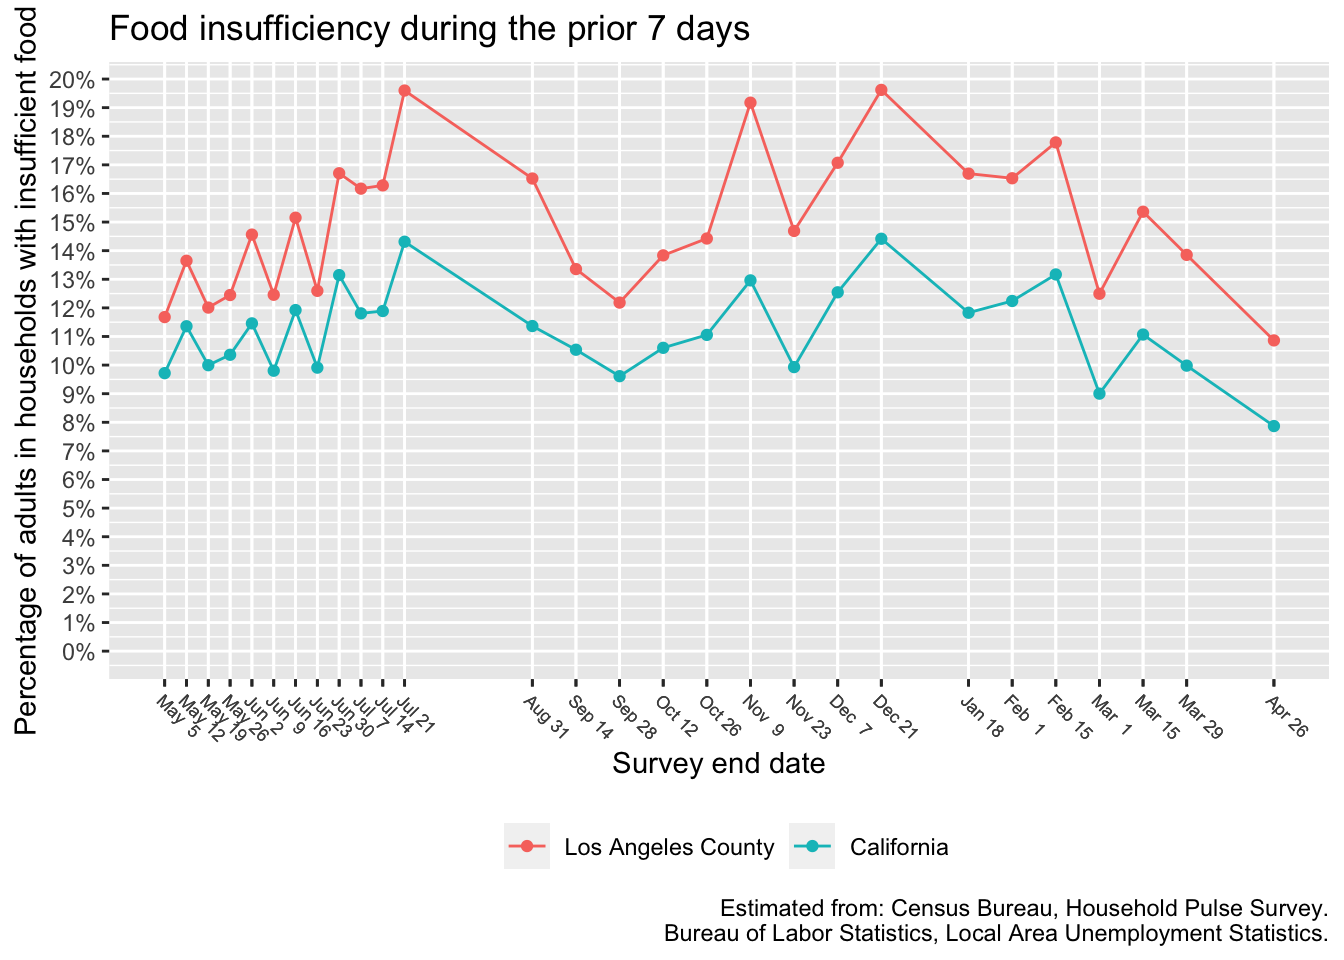 Food insufficiency during the prior 7 days
Percentage of adults in households with insufficient food
20%
19%
18%
17%
16%
15%
14%
13%
12%
11%
10%
9%
8%
7%
6%
5%
4%
3%
2%
1%
0%
May 5
May 12
May 19
May 26
Jun 2
Jun 9
Jun 16
Jun 23
Jun 30
Jul 7
Jul 14
Jul 21
Aug 31
Sep 14
Sep 28
Oct 12
Oct 26
Nov 9
Nov 23
Dec 7
Dec 21
Jan 18
Feb 1
Feb 15
Mar 1
Mar 15
Mar 29
Apr 26
Survey end date
Los Angeles County
California
Estimated from: Census Bureau, Household Pulse Survey.
Bureau of Labor Statistics, Local Area Unemployment Statistics.